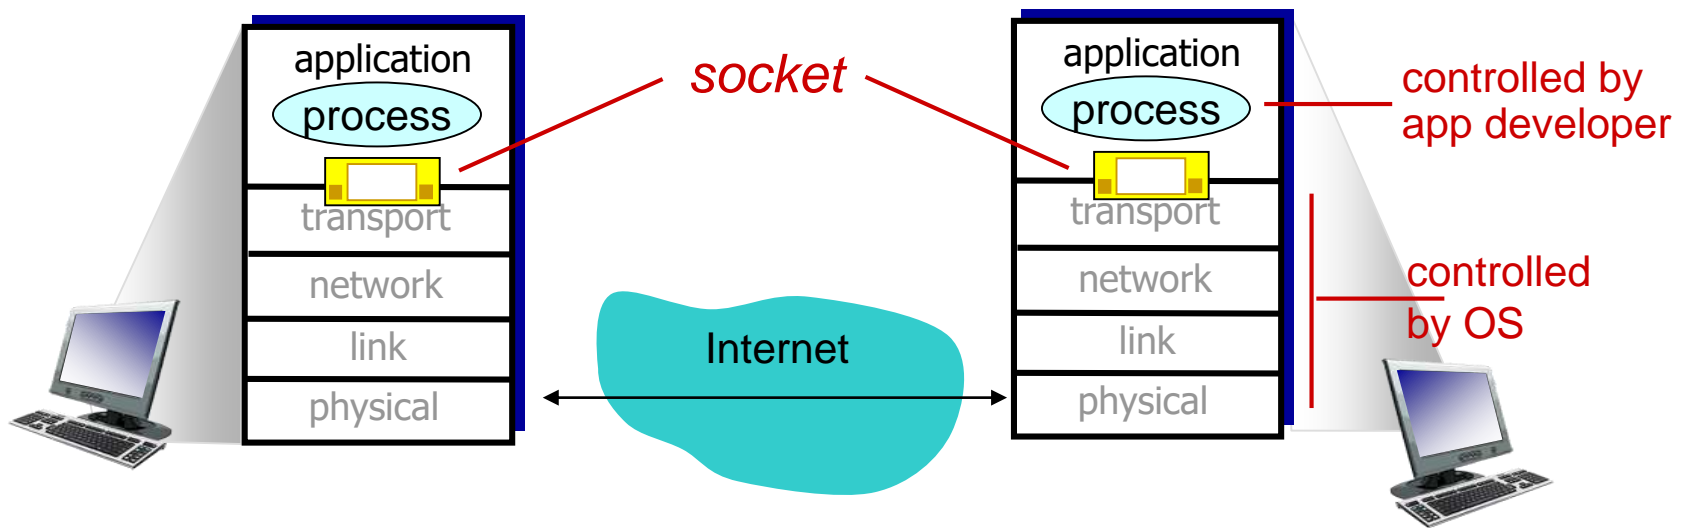 application
process
transport
network
link
physical
socket
Internet
application
process
transport
network
link
physical
controlled by
app developer
controlled
by OS